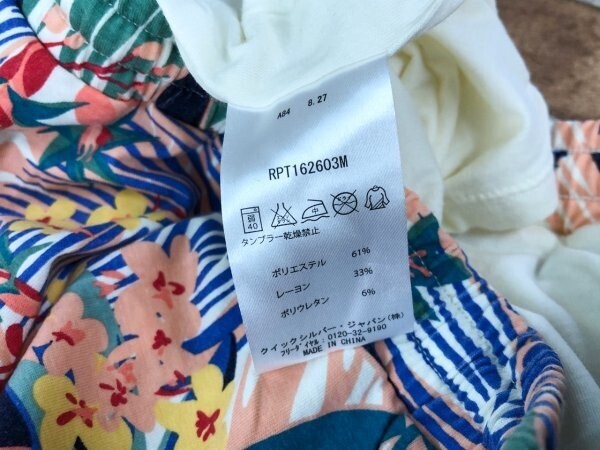 A84 8.27
RPT162603M
弱 40 中
タンブラー乾燥禁止
ポリエステル 61%
レーヨン 33%
ポリウレタン 6%
クイックシルバー・ジャパン(株)
フリーダイヤル:0120-32-9190
MADE IN CHINA